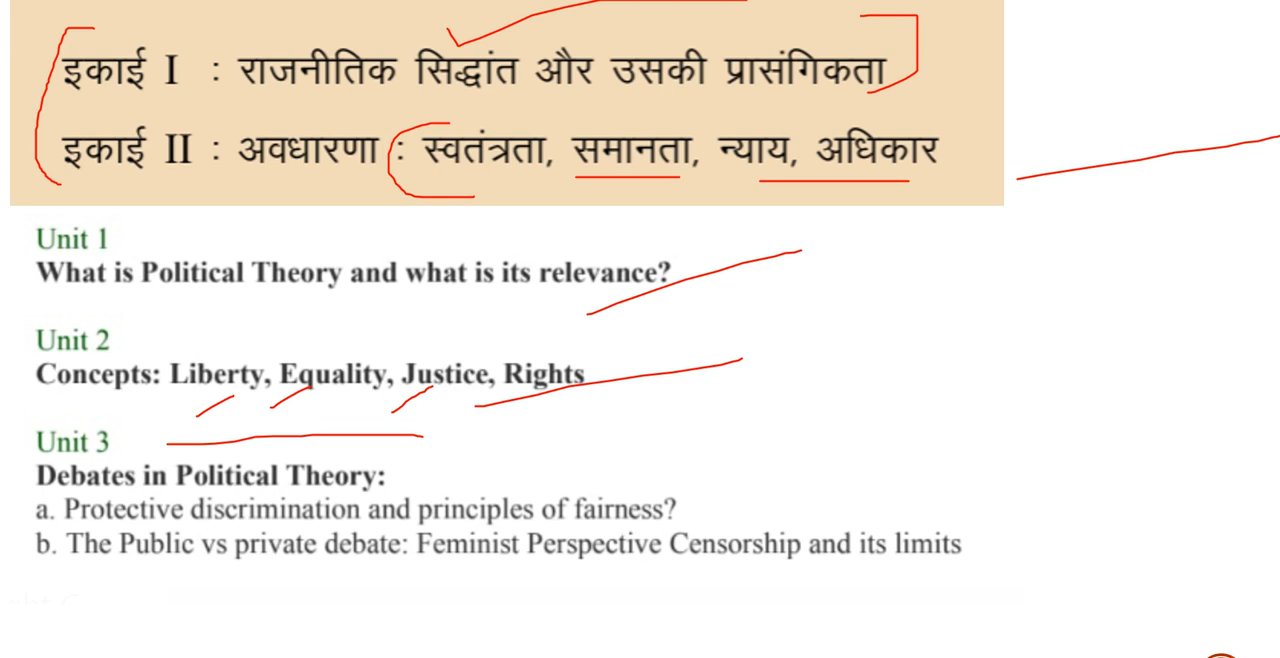 इकाई I : राजनीतिक सिद्धांत और उसकी प्रासंगिकता
इकाई II : अवधारणा : स्वतंत्रता, समानता, न्याय, अधिकार
Unit 1
What is Political Theory and what is its relevance?
Unit 2
Concepts: Liberty, Equality, Justice, Rights
Unit 3
Debates in Political Theory:
a. Protective discrimination and principles of fairness?
b. The Public vs private debate: Feminist Perspective Censorship and its limits